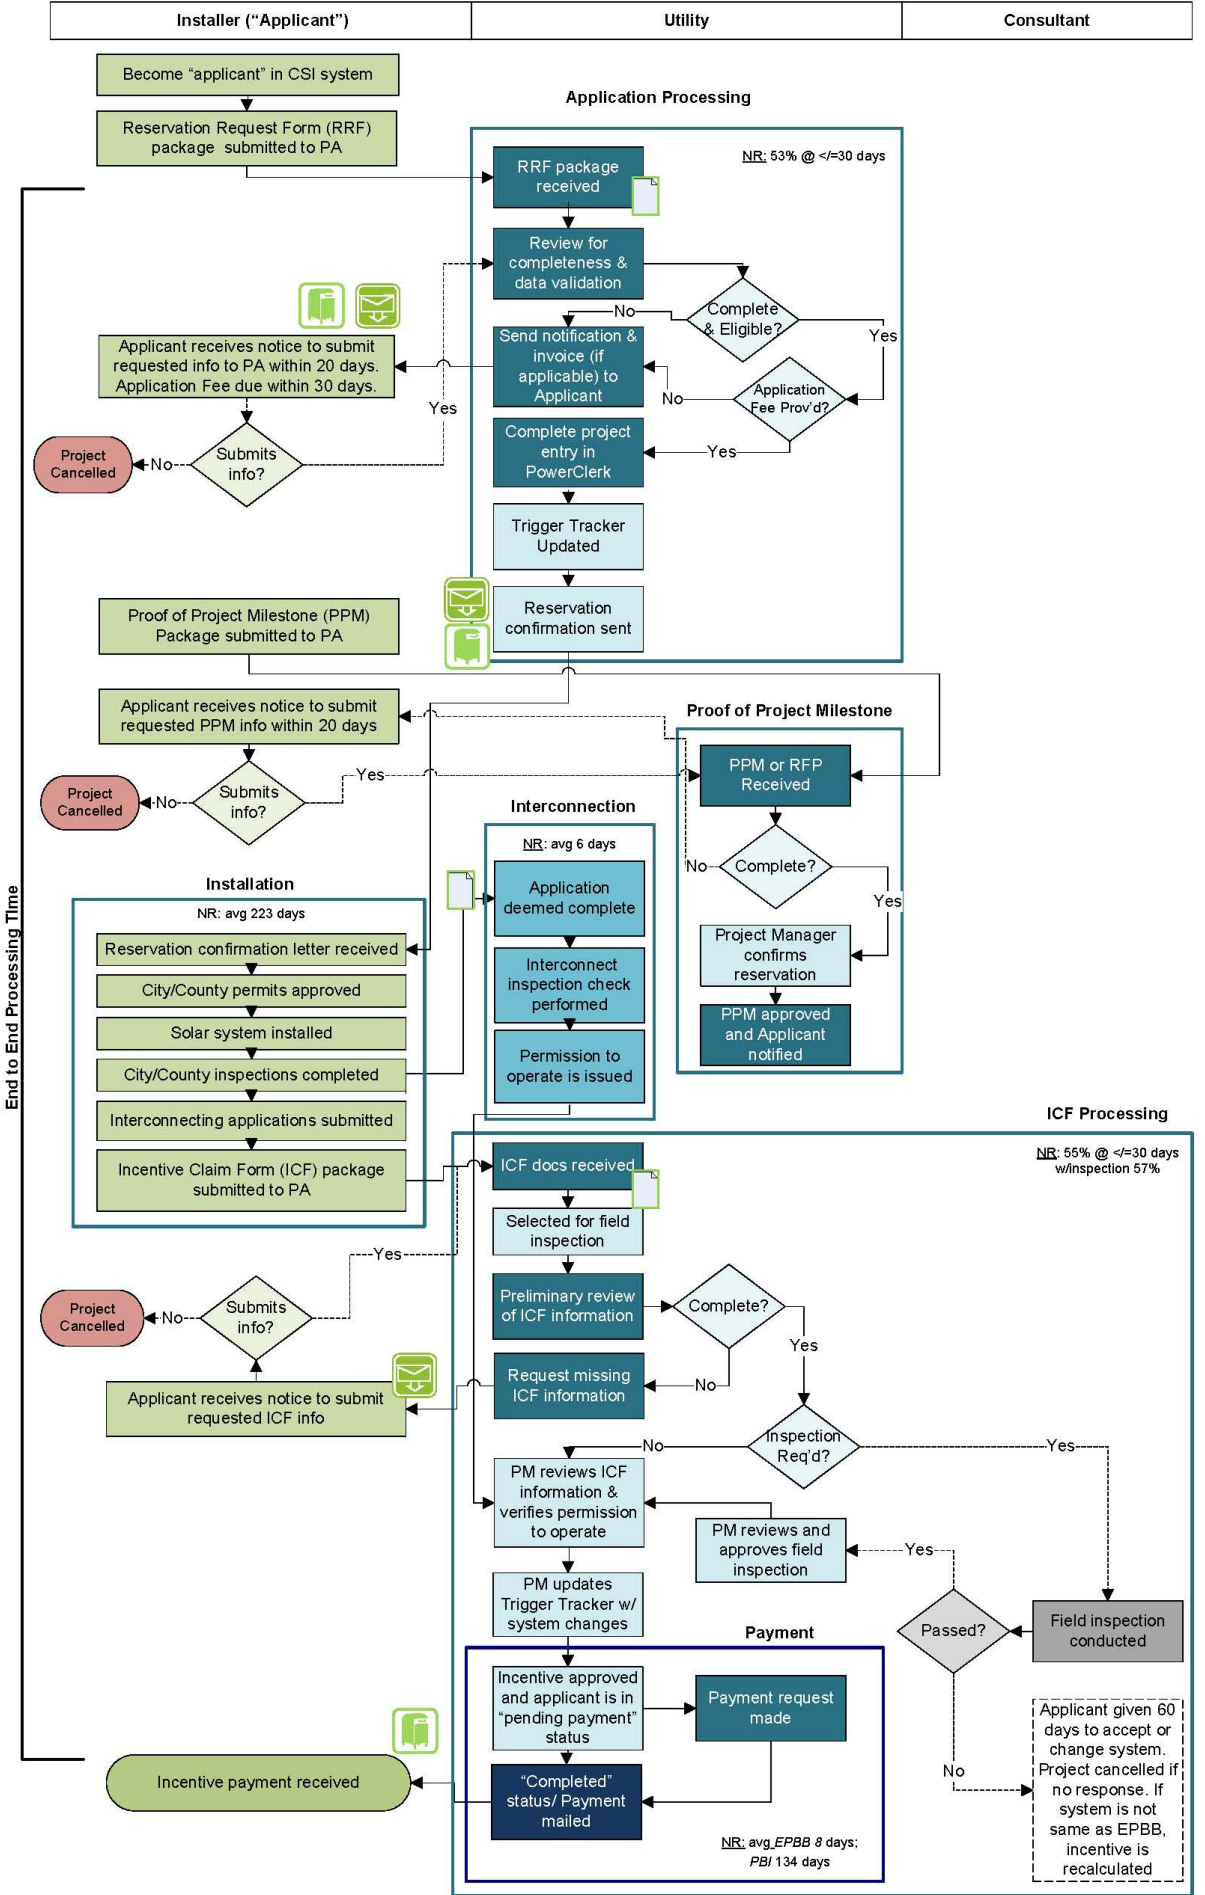 Installer (“Applicant”)
Utility
Consultant
Become “applicant” in CSI system
Reservation Request Form (RRF)
package submitted to PA
Application Processing
NR: 53% @ </=30 days
RRF package
received
Review for
completeness &
data validation
Complete
& Eligible?
No
Yes
Send notification &
invoice (if
applicable) to
Applicant
Application
Fee Prov’d?
No
Yes
Applicant receives notice to submit
requested info to PA within 20 days.
Application Fee due within 30 days.
Yes
Submits
info?
No
Project
Cancelled
Complete project
entry in
PowerClerk
Trigger Tracker
Updated
Reservation
confirmation sent
Proof of Project Milestone (PPM)
Package submitted to PA
Applicant receives notice to submit
requested PPM info within 20 days
Submits
info?
Yes
No
Project
Cancelled
Proof of Project Milestone
PPM or RFP
Received
Complete?
No
Yes
Project Manager
confirms
reservation
PPM approved
and Applicant
notified
Interconnection
NR: avg 6 days
Application
deemed complete
Interconnect
inspection check
performed
Permission to
operate is issued
Installation
NR: avg 223 days
Reservation confirmation letter received
City/County permits approved
Solar system installed
City/County inspections completed
Interconnecting applications submitted
Incentive Claim Form (ICF) package
submitted to PA
End to End Processing Time
ICF Processing
NR: 55% @ </=30 days
w/inspection 57%
ICF docs received
Selected for field
inspection
Preliminary review
of ICF information
Complete?
Yes
No
Request missing
ICF information
Yes
Submits
info?
No
Project
Cancelled
Applicant receives notice to submit
requested ICF info
Inspection
Req’d?
No
Yes
PM reviews ICF
information &
verifies permission
to operate
PM reviews and
approves field
inspection
Yes
Passed?
Field inspection
conducted
No
Applicant given 60
days to accept or
change system.
Project cancelled if
no response. If
system is not
same as EPBB,
incentive is
recalculated
PM updates
Trigger Tracker w/
system changes
Payment
Incentive approved
and applicant is in
“pending payment”
status
Payment request
made
“Completed”
status/ Payment
mailed
NR: avg EPBB 8 days;
PBI 134 days
Incentive payment received